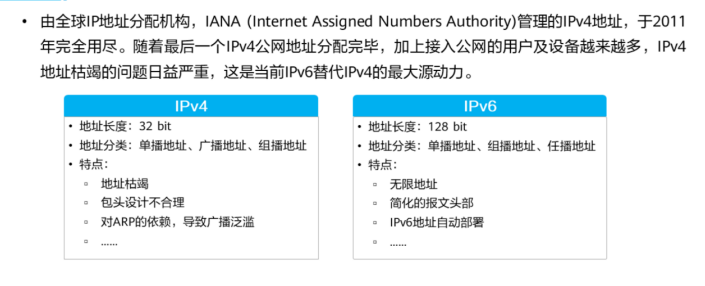 • 由全球IP地址分配机构，IANA (Internet Assigned Numbers Authority)管理的IPv4地址，于2011
年完全用尽。随着最后一个IPv4公网地址分配完毕，加上接入公网的用户及设备越来越多，IPv4
地址枯竭的问题日益严重，这是当前IPv6替代IPv4的最大源动力。
IPv4
• 地址长度：32 bit
• 地址分类：单播地址、广播地址、组播地址
• 特点：
▫ 地址枯竭
▫ 包头设计不合理
▫ 对ARP的依赖，导致广播泛滥
▫ ……
IPv6
• 地址长度：128 bit
• 地址分类：单播地址、组播地址、任播地址
• 特点：
▫ 无限地址
▫ 简化的报文头部
▫ IPv6地址自动部署
▫ ……